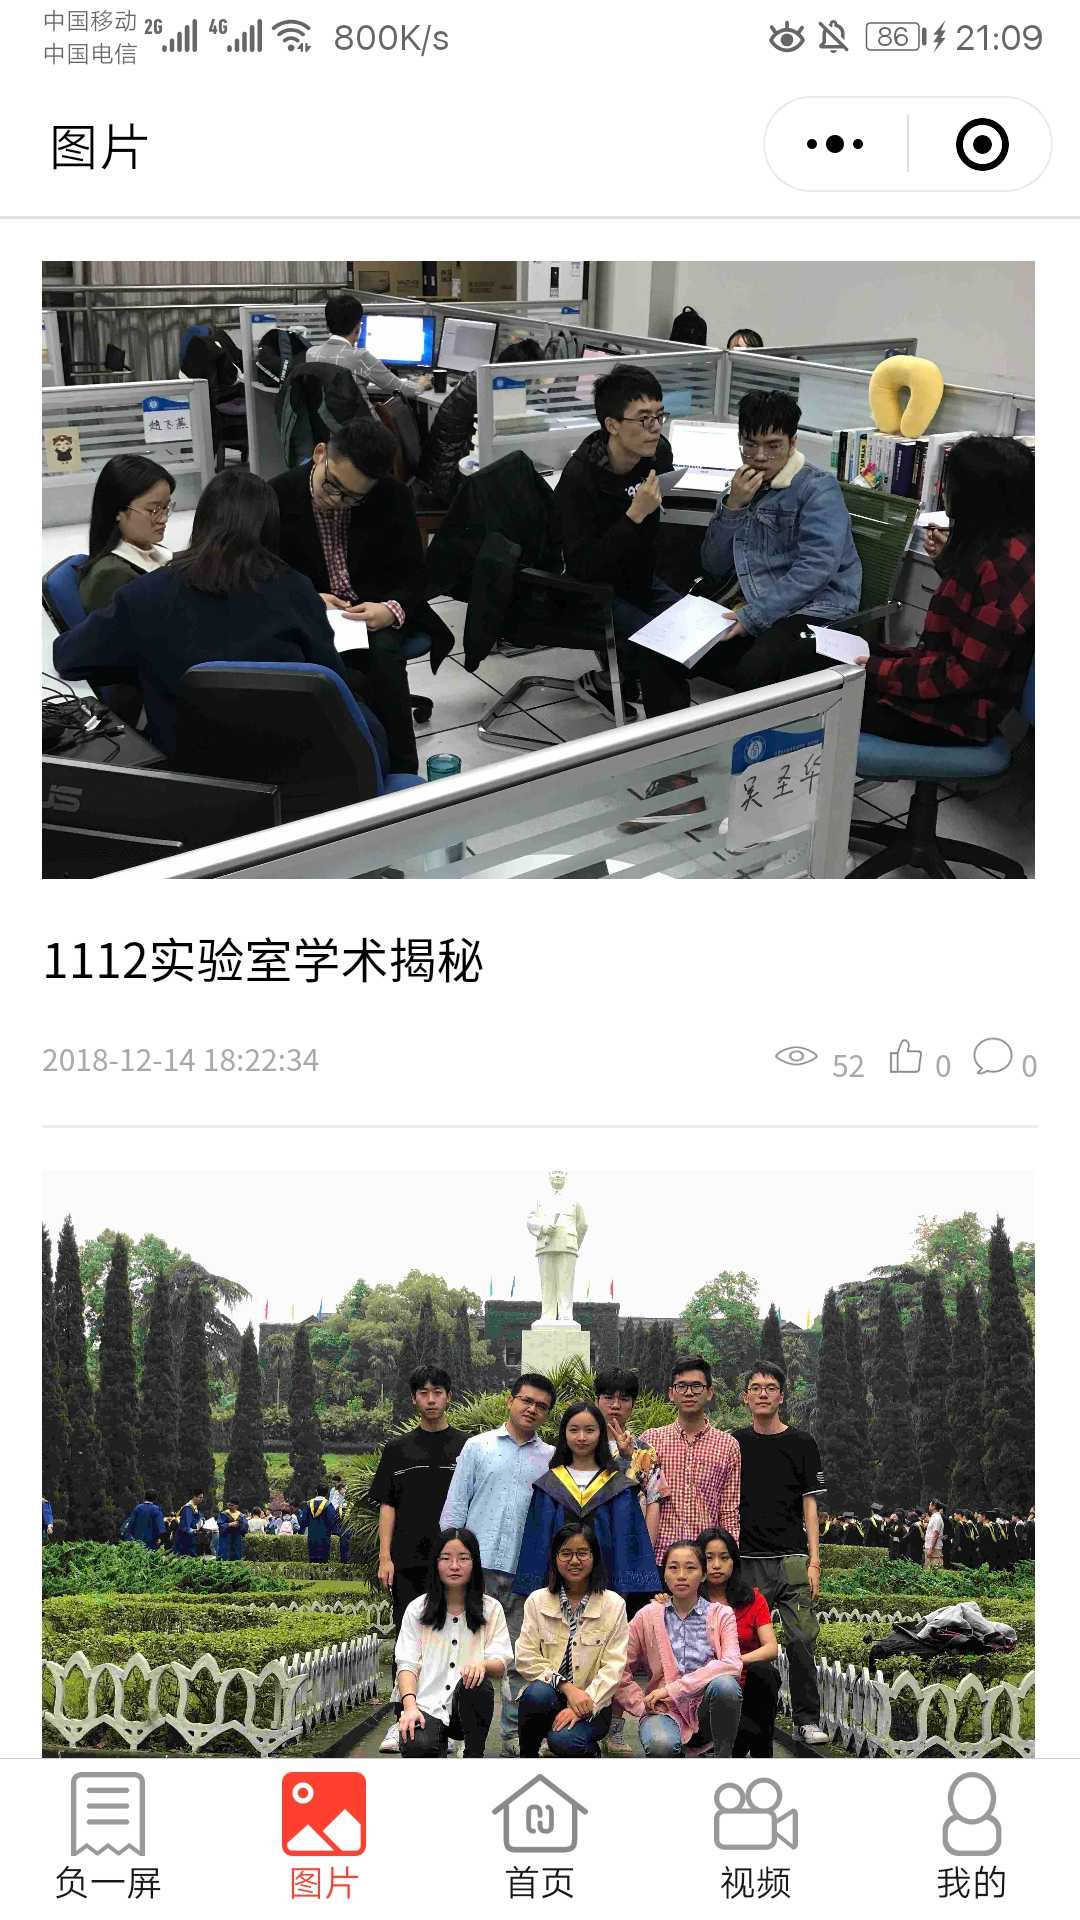 中国移动 2G 4G 800K/s 86 21:09
中国电信
图片
赵飞燕
吴圣华
1112实验室学术揭秘
2018-12-14 18:22:34 52 0 0
负一屏 图片 首页 视频 我的